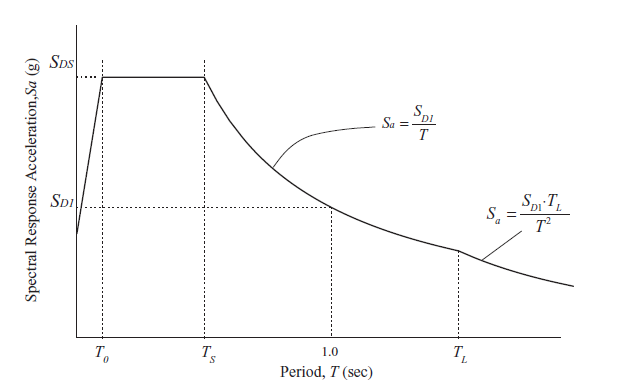 Spectral Response Acceleration,Sa (g)
SDS
SD1
Sa = SD1/T
Sa = SD1·TL/T²
T0
TS
1.0
TL
Period, T (sec)